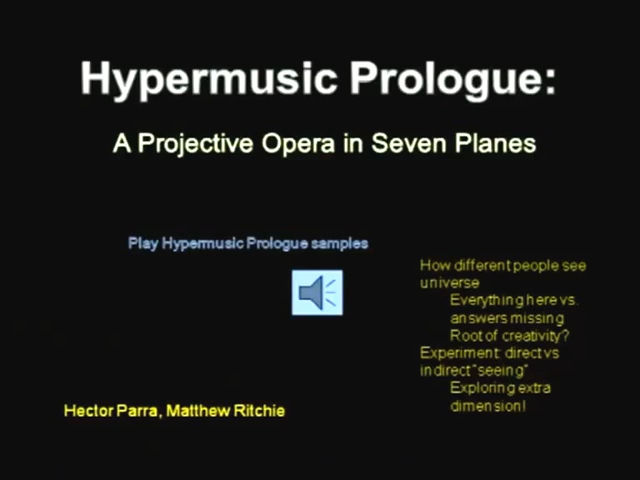 Hypermusic Prologue:
A Projective Opera in Seven Planes
Play Hypermusic Prologue samples
How different people see
universe
Everything here vs.
answers missing
Root of creativity?
Experiment: direct vs
indirect "seeing"
Exploring extra
dimension!
Hector Parra, Matthew Ritchie